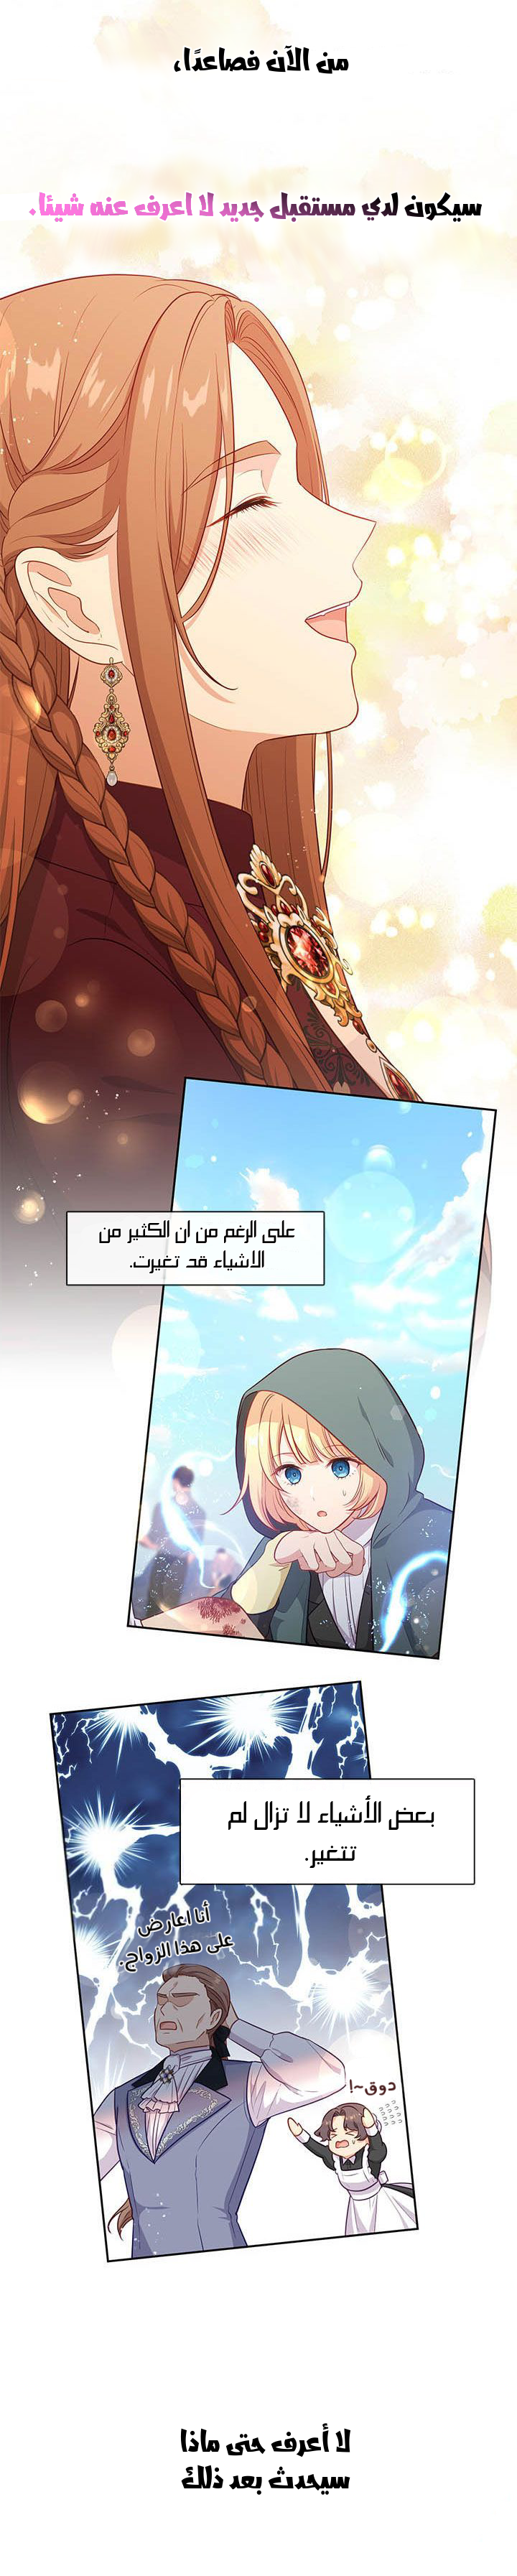 من الآن فصاعدًا،
سيكون لدي مستقبل جديد لا اعرف عنه شيئا.
على الرغم من ان الكثير من
الاشياء قد تغيرت.
بعض الأشياء لا تزال لم
تتغير.
أنا اعارض
على هذا الزواج.
دوق~!
لا أعرف حتى ماذا
سيحدث بعد ذلك